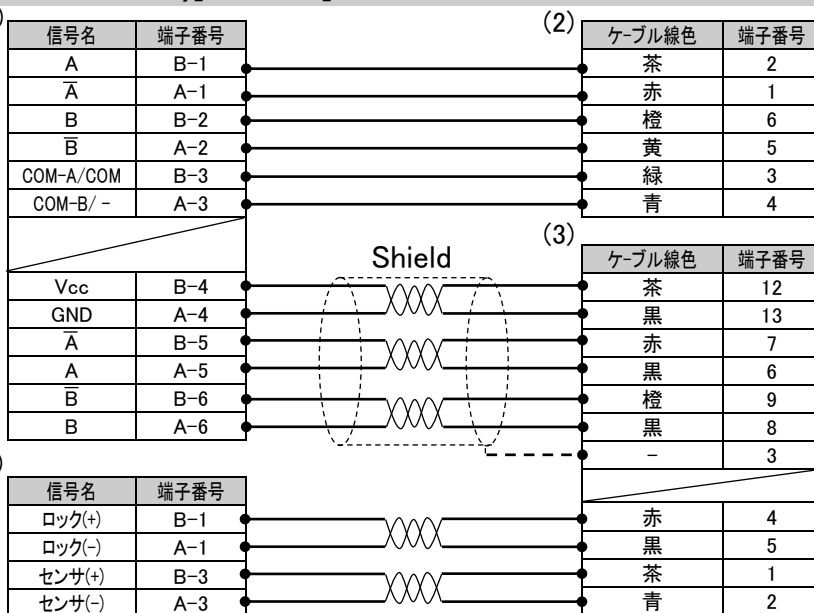 (2)
信号名 端子番号 ケーブル線色 端子番号
A B-1 茶 2
A̅ A-1 赤 1
B B-2 橙 6
B̅ A-2 黄 5
COM-A/COM B-3 緑 3
COM-B/ - A-3 青 4
(3)
Shield
ケーブル線色 端子番号
Vcc B-4 茶 12
GND A-4 黒 13
A̅ B-5 赤 7
A A-5 黒 6
B̅ B-6 橙 9
B A-6 黒 8
- 3
信号名 端子番号
ロック(+) B-1 赤 4
ロック(-) A-1 黒 5
センサ(+) B-3 茶 1
センサ(-) A-3 青 2